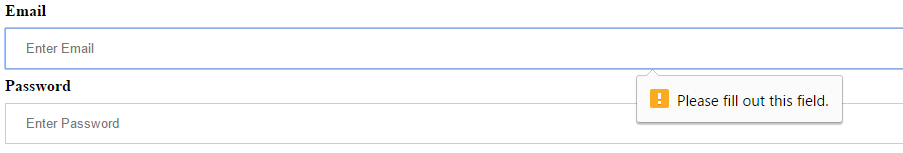 Email
Enter Email
Password
Please fill out this field.
Enter Password